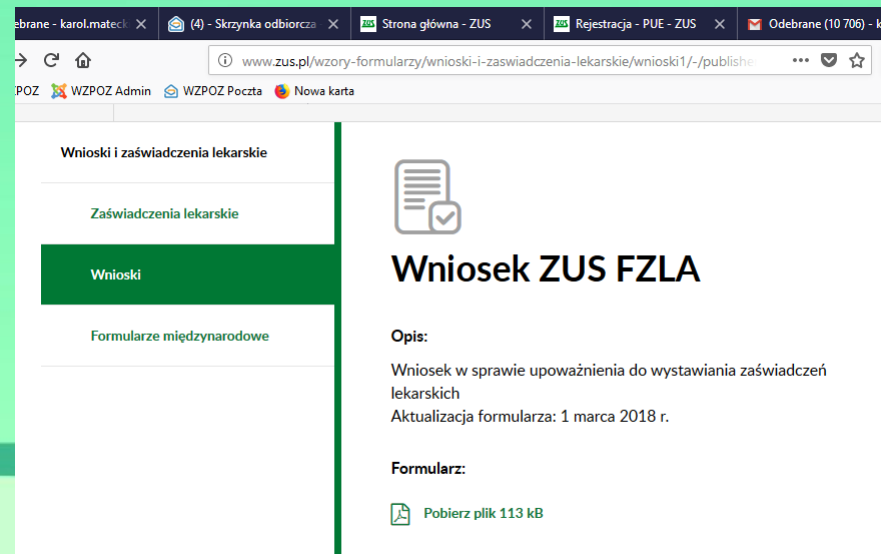 ebrane - karol.mateck
(4) - Skrzynka odbiorcza
ZUS Strona główna - ZUS
ZUS Rejestracja - PUE - ZUS
Odebrane (10 706) - k
www.zus.pl/wzory-formularzy/wnioski-i-zaswiadczenia-lekarskie/wnioski1/-/publishe
POZ WZPOZ Admin WZPOZ Poczta Nowa karta
Wnioski i zaświadczenia lekarskie
Zaświadczenia lekarskie
Wnioski
Formularze międzynarodowe
Wniosek ZUS FZLA
Opis:
Wniosek w sprawie upoważnienia do wystawiania zaświadczeń
lekarskich
Aktualizacja formularza: 1 marca 2018 r.
Formularz:
Pobierz plik 113 kB